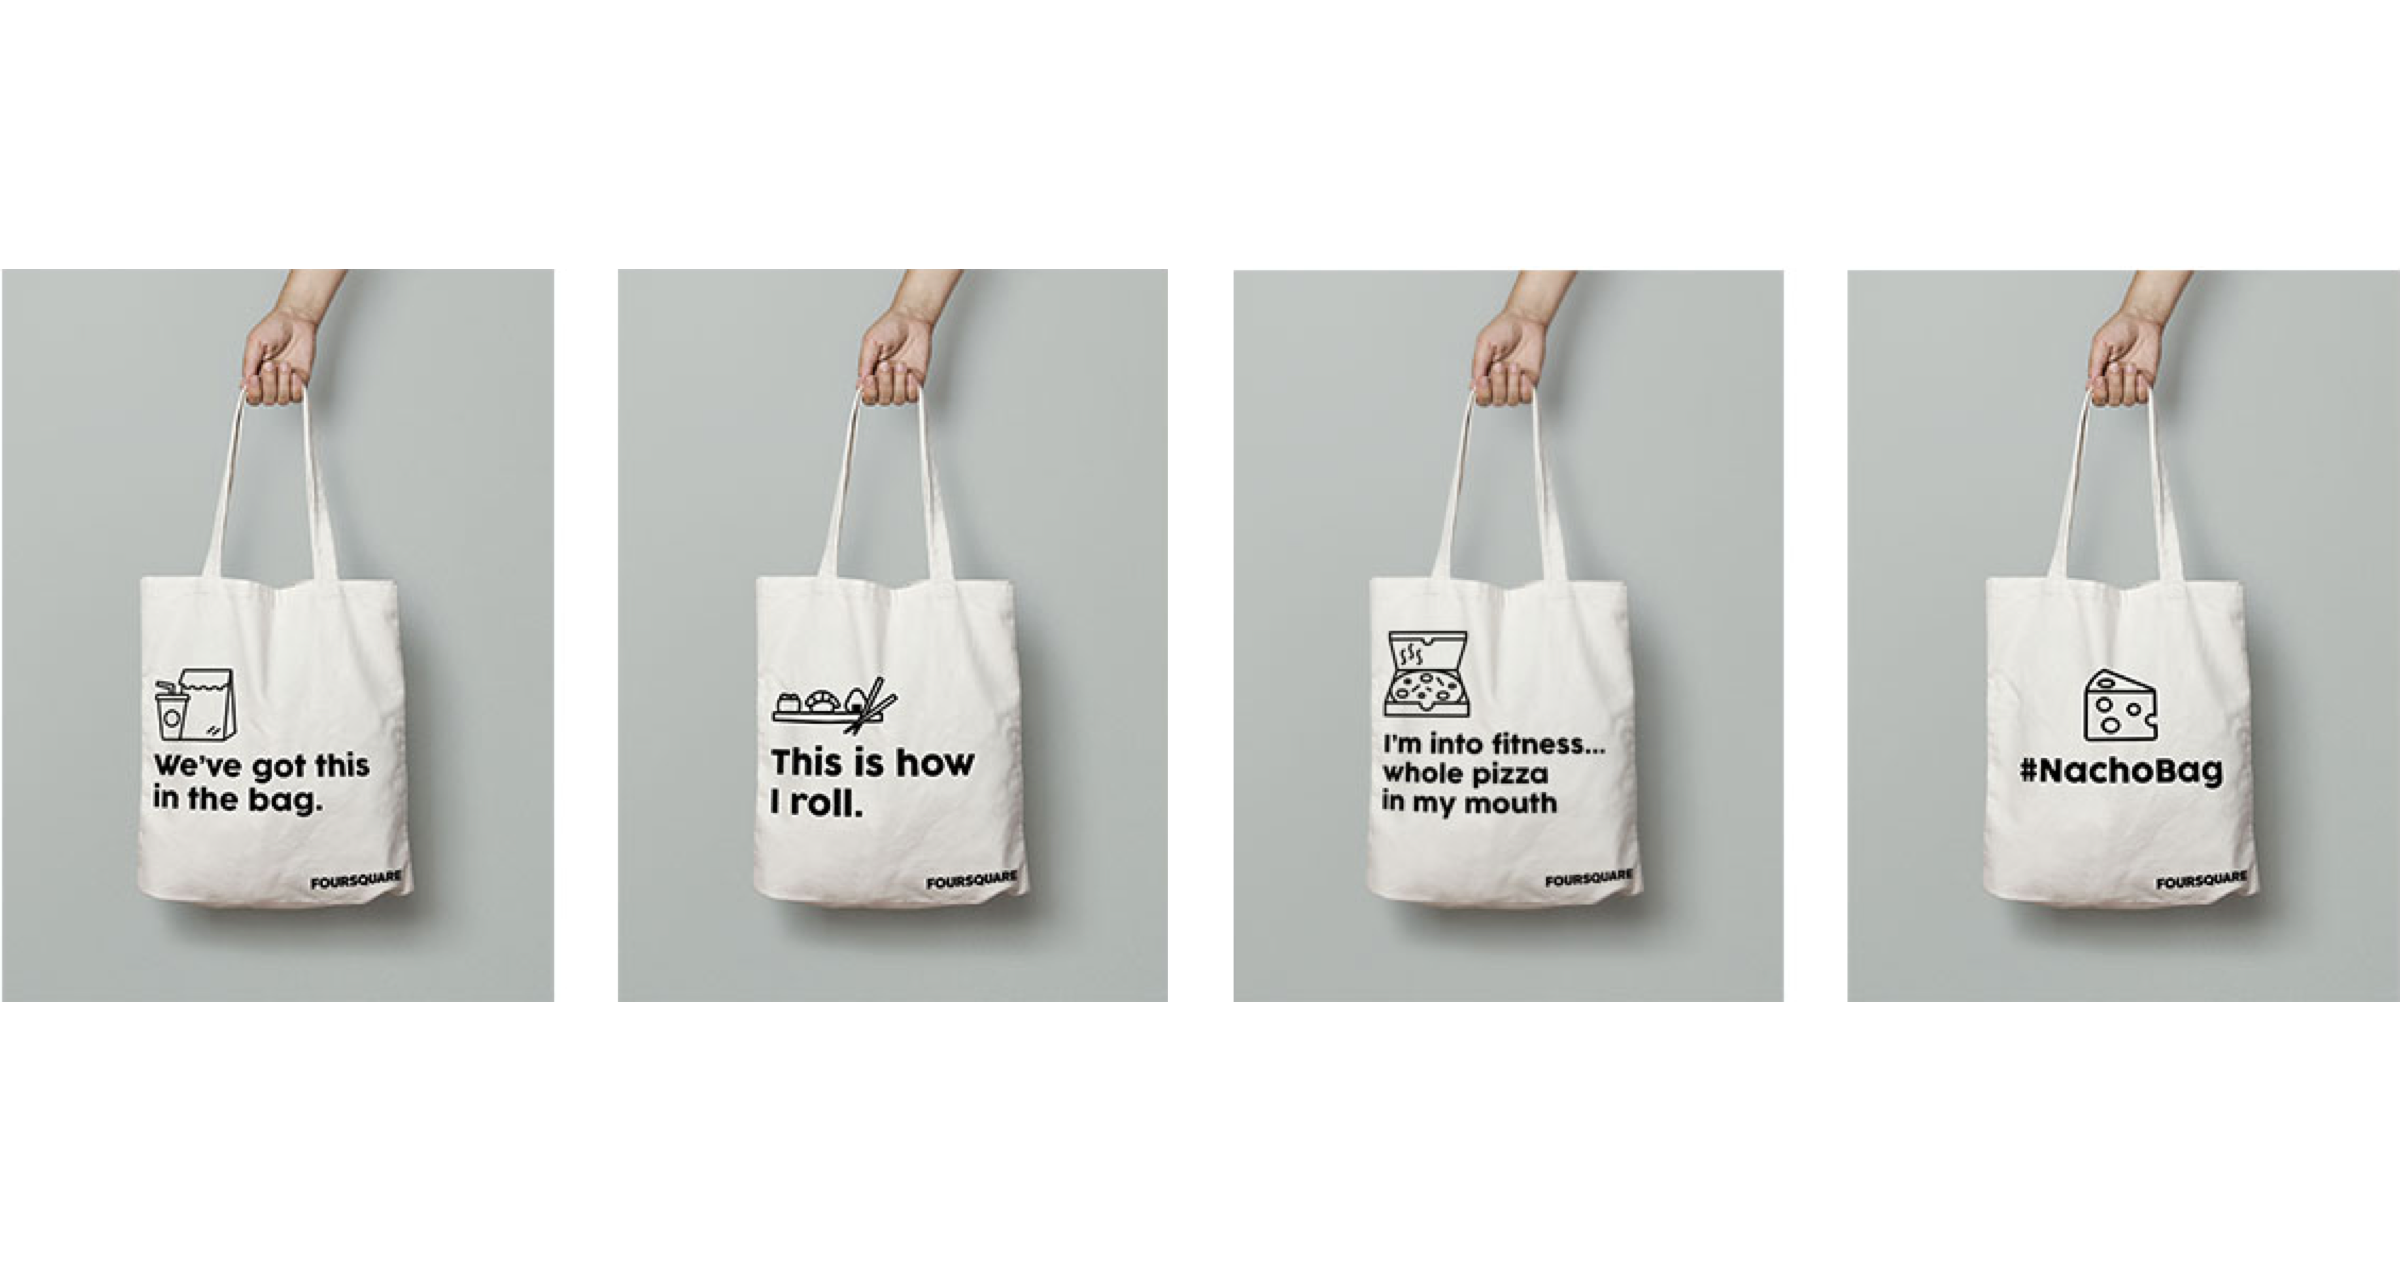 We've got this
in the bag.
FOURSQUARE
This is how
I roll.
FOURSQUARE
I'm into fitness...
whole pizza
in my mouth
FOURSQUARE
#NachoBag
FOURSQUARE